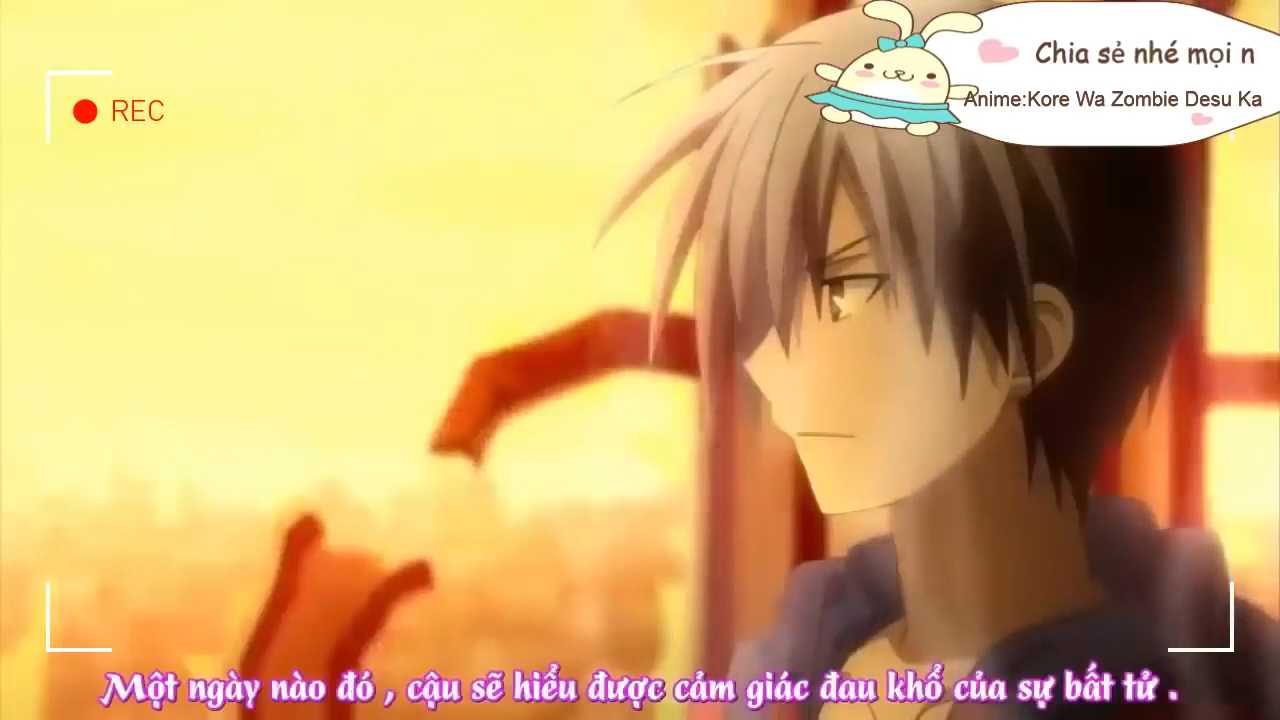 REC
Chia sẻ nhé mọi n
Anime:Kore Wa Zombie Desu Ka
Một ngày nào đó , cậu sẽ hiểu được cảm giác đau khổ của sự bất tử .